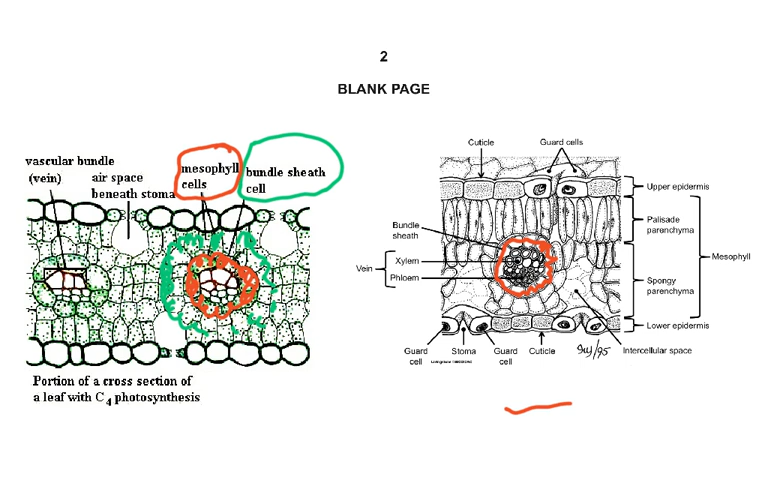 2
BLANK PAGE
vascular bundle
(vein)
air space
beneath stoma
mesophyll
cells
bundle sheath
cell
Portion of a cross section of
a leaf with C4 photosynthesis
Cuticle
Guard cells
Upper epidermis
Palisade
parenchyma
Mesophyll
Bundle
sheath
Xylem
Vein
Phloem
Spongy
parenchyma
Lower epidermis
Guard
cell
Stoma
Guard
cell
Cuticle
Intercellular space